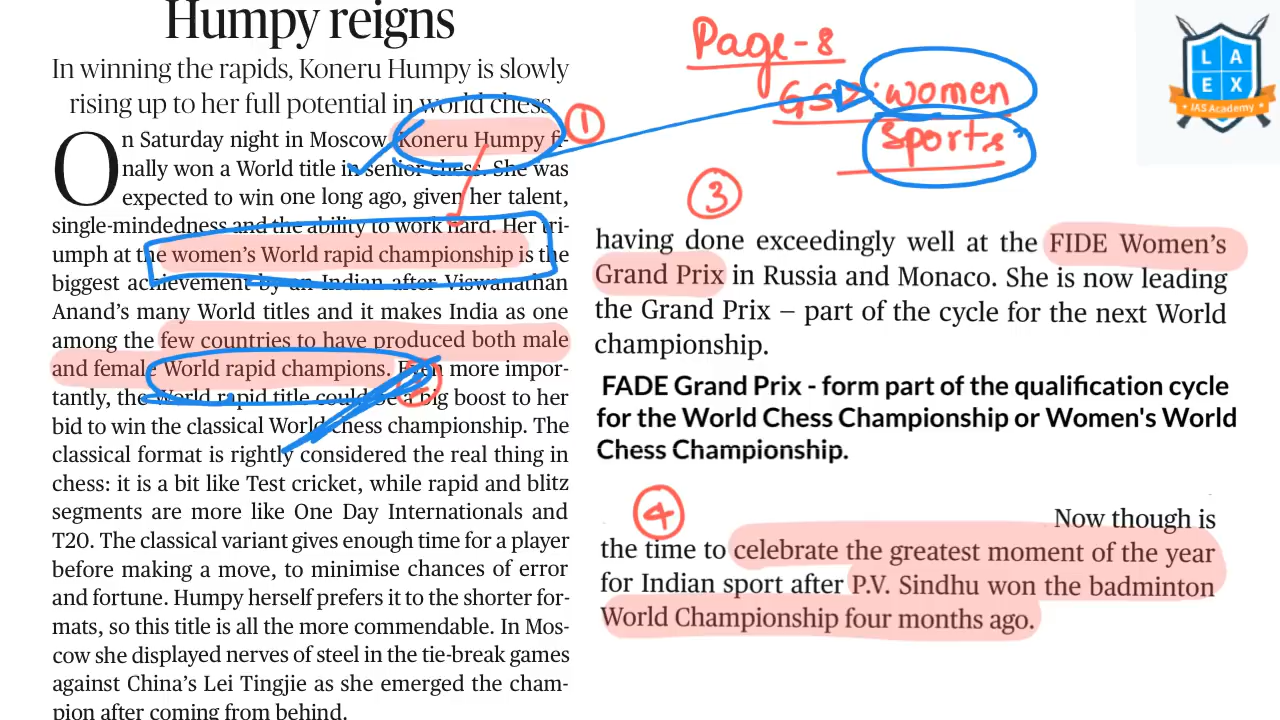 Humpy reigns
In winning the rapids, Koneru Humpy is slowly
rising up to her full potential in world chess
On Saturday night in Moscow, Koneru Humpy fi-
nally won a World title in senior chess. She was
expected to win one long ago, given her talent,
single-mindedness and the ability to work hard. Her tri-
umph at the women's World rapid championship is the
biggest achievement by an Indian after Viswanathan
Anand's many World titles and it makes India as one
among the few countries to have produced both male
and female World rapid champions. Even more impor-
tantly, the World rapid title could be a big boost to her
bid to win the classical World chess championship. The
classical format is rightly considered the real thing in
chess: it is a bit like Test cricket, while rapid and blitz
segments are more like One Day Internationals and
T20. The classical variant gives enough time for a player
before making a move, to minimise chances of error
and fortune. Humpy herself prefers it to the shorter for-
mats, so this title is all the more commendable. In Mos-
cow she displayed nerves of steel in the tie-break games
against China's Lei Tingjie as she emerged the cham-
pion after coming from behind.
1
2
Page-8
women
Sports
LAEX
IAS Academy
3
having done exceedingly well at the FIDE Women's
Grand Prix in Russia and Monaco. She is now leading
the Grand Prix – part of the cycle for the next World
championship.
FADE Grand Prix - form part of the qualification cycle
for the World Chess Championship or Women's World
Chess Championship.
4
Now though is
the time to celebrate the greatest moment of the year
for Indian sport after P.V. Sindhu won the badminton
World Championship four months ago.